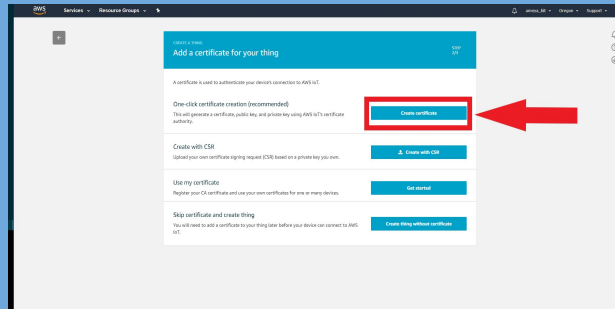 aws
Services
Resource Groups
Oregon
Support
CREATE A THING
Add a certificate for your thing
STEP
2/3
A certificate is used to authenticate your device's connection to AWS IoT.
One-click certificate creation (recommended)
This will generate a certificate, public key, and private key using AWS IoT's certificate
authority.
Create certificate
Create with CSR
Upload your own certificate signing request (CSR) based on a private key you own.
Create with CSR
Use my certificate
Register your CA certificate and use your own certificates for one or many devices.
Get started
Skip certificate and create thing
You will need to add a certificate to your thing later before your device can connect to AWS
IoT.
Create thing without certificate